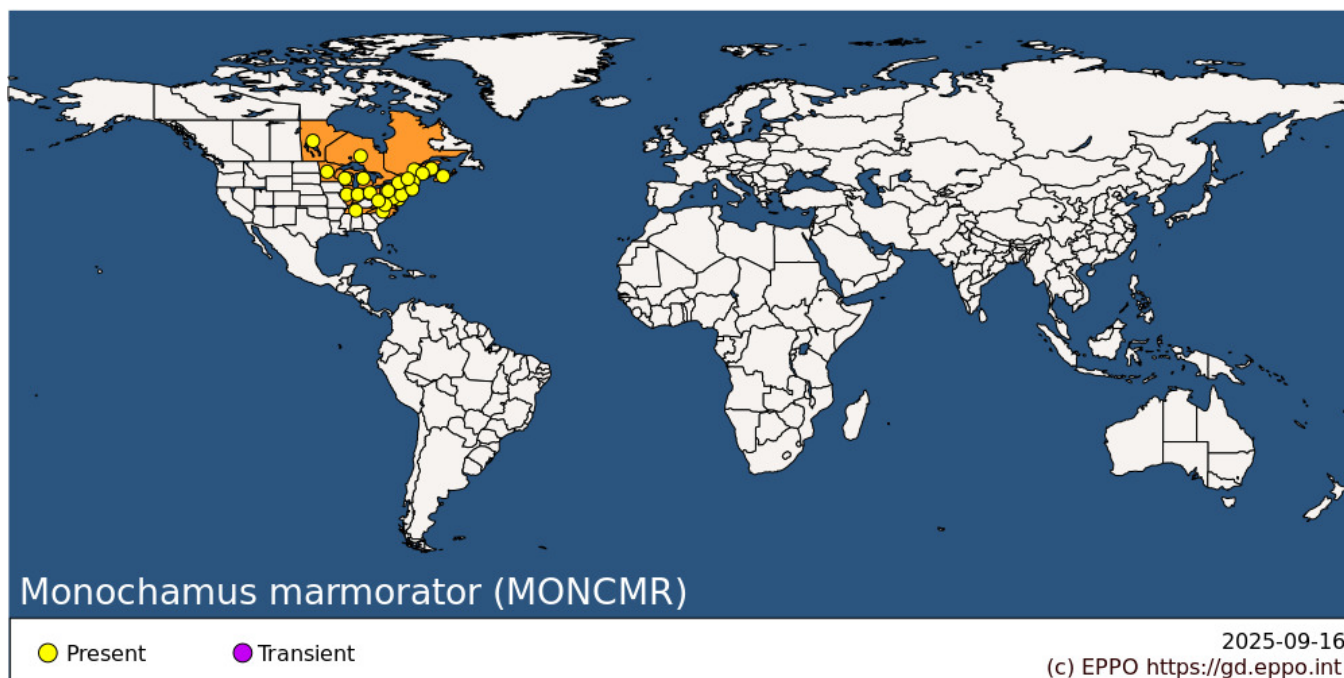 Monochamus marmorator (MONCMR)
Present
Transient
2025-09-16
(c) EPPO https://gd.eppo.int